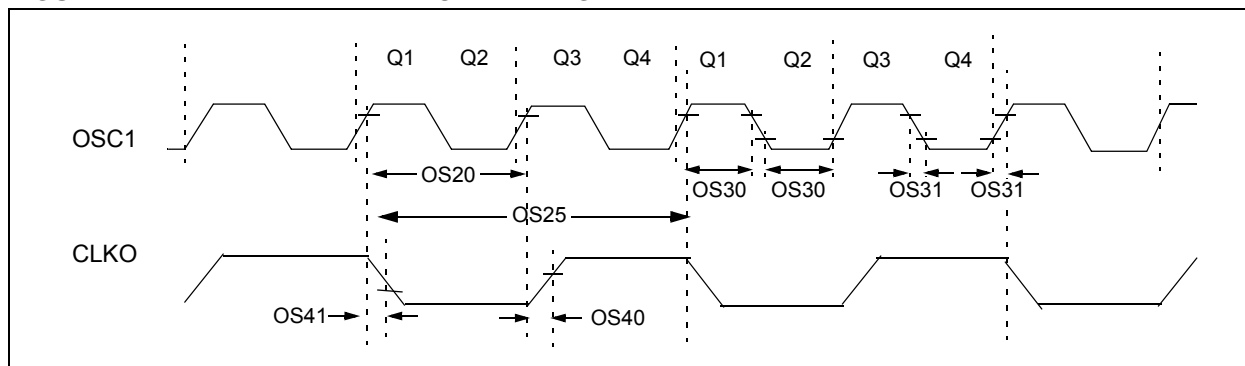 Q1 Q2 Q3 Q4 Q1 Q2 Q3 Q4
OSC1
OS20 OS30 OS30 OS31 OS31
OS25
CLKO
OS41 OS40